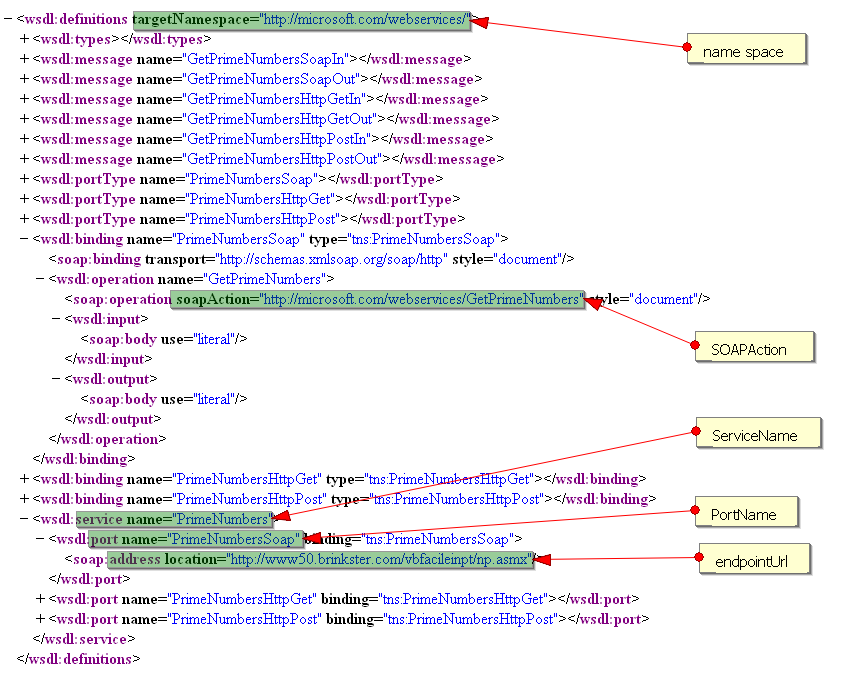 − <wsdl:definitions targetNamespace="http://microsoft.com/webservices/">
name space
+ <wsdl:types></wsdl:types>
+ <wsdl:message name="GetPrimeNumbersSoapIn"></wsdl:message>
+ <wsdl:message name="GetPrimeNumbersSoapOut"></wsdl:message>
+ <wsdl:message name="GetPrimeNumbersHttpGetIn"></wsdl:message>
+ <wsdl:message name="GetPrimeNumbersHttpGetOut"></wsdl:message>
+ <wsdl:message name="GetPrimeNumbersHttpPostIn"></wsdl:message>
+ <wsdl:message name="GetPrimeNumbersHttpPostOut"></wsdl:message>
+ <wsdl:portType name="PrimeNumbersSoap"></wsdl:portType>
+ <wsdl:portType name="PrimeNumbersHttpGet"></wsdl:portType>
+ <wsdl:portType name="PrimeNumbersHttpPost"></wsdl:portType>
− <wsdl:binding name="PrimeNumbersSoap" type="tns:PrimeNumbersSoap">
<soap:binding transport="http://schemas.xmlsoap.org/soap/http" style="document"/>
− <wsdl:operation name="GetPrimeNumbers">
<soap:operation soapAction="http://microsoft.com/webservices/GetPrimeNumbers" style="document"/>
SOAPAction
− <wsdl:input>
<soap:body use="literal"/>
</wsdl:input>
− <wsdl:output>
<soap:body use="literal"/>
</wsdl:output>
</wsdl:operation>
ServiceName
</wsdl:binding>
+ <wsdl:binding name="PrimeNumbersHttpGet" type="tns:PrimeNumbersHttpGet"></wsdl:binding>
+ <wsdl:binding name="PrimeNumbersHttpPost" type="tns:PrimeNumbersHttpPost"></wsdl:binding>
− <wsdl:service name="PrimeNumbers">
PortName
− <wsdl:port name="PrimeNumbersSoap" binding="tns:PrimeNumbersSoap">
<soap:address location="http://www50.brinkster.com/vbfacileinpt/np.asmx"/
endpointUrl
</wsdl:port>
+ <wsdl:port name="PrimeNumbersHttpGet" binding="tns:PrimeNumbersHttpGet"></wsdl:port>
+ <wsdl:port name="PrimeNumbersHttpPost" binding="tns:PrimeNumbersHttpPost"></wsdl:port>
</wsdl:service>
</wsdl:definitions>